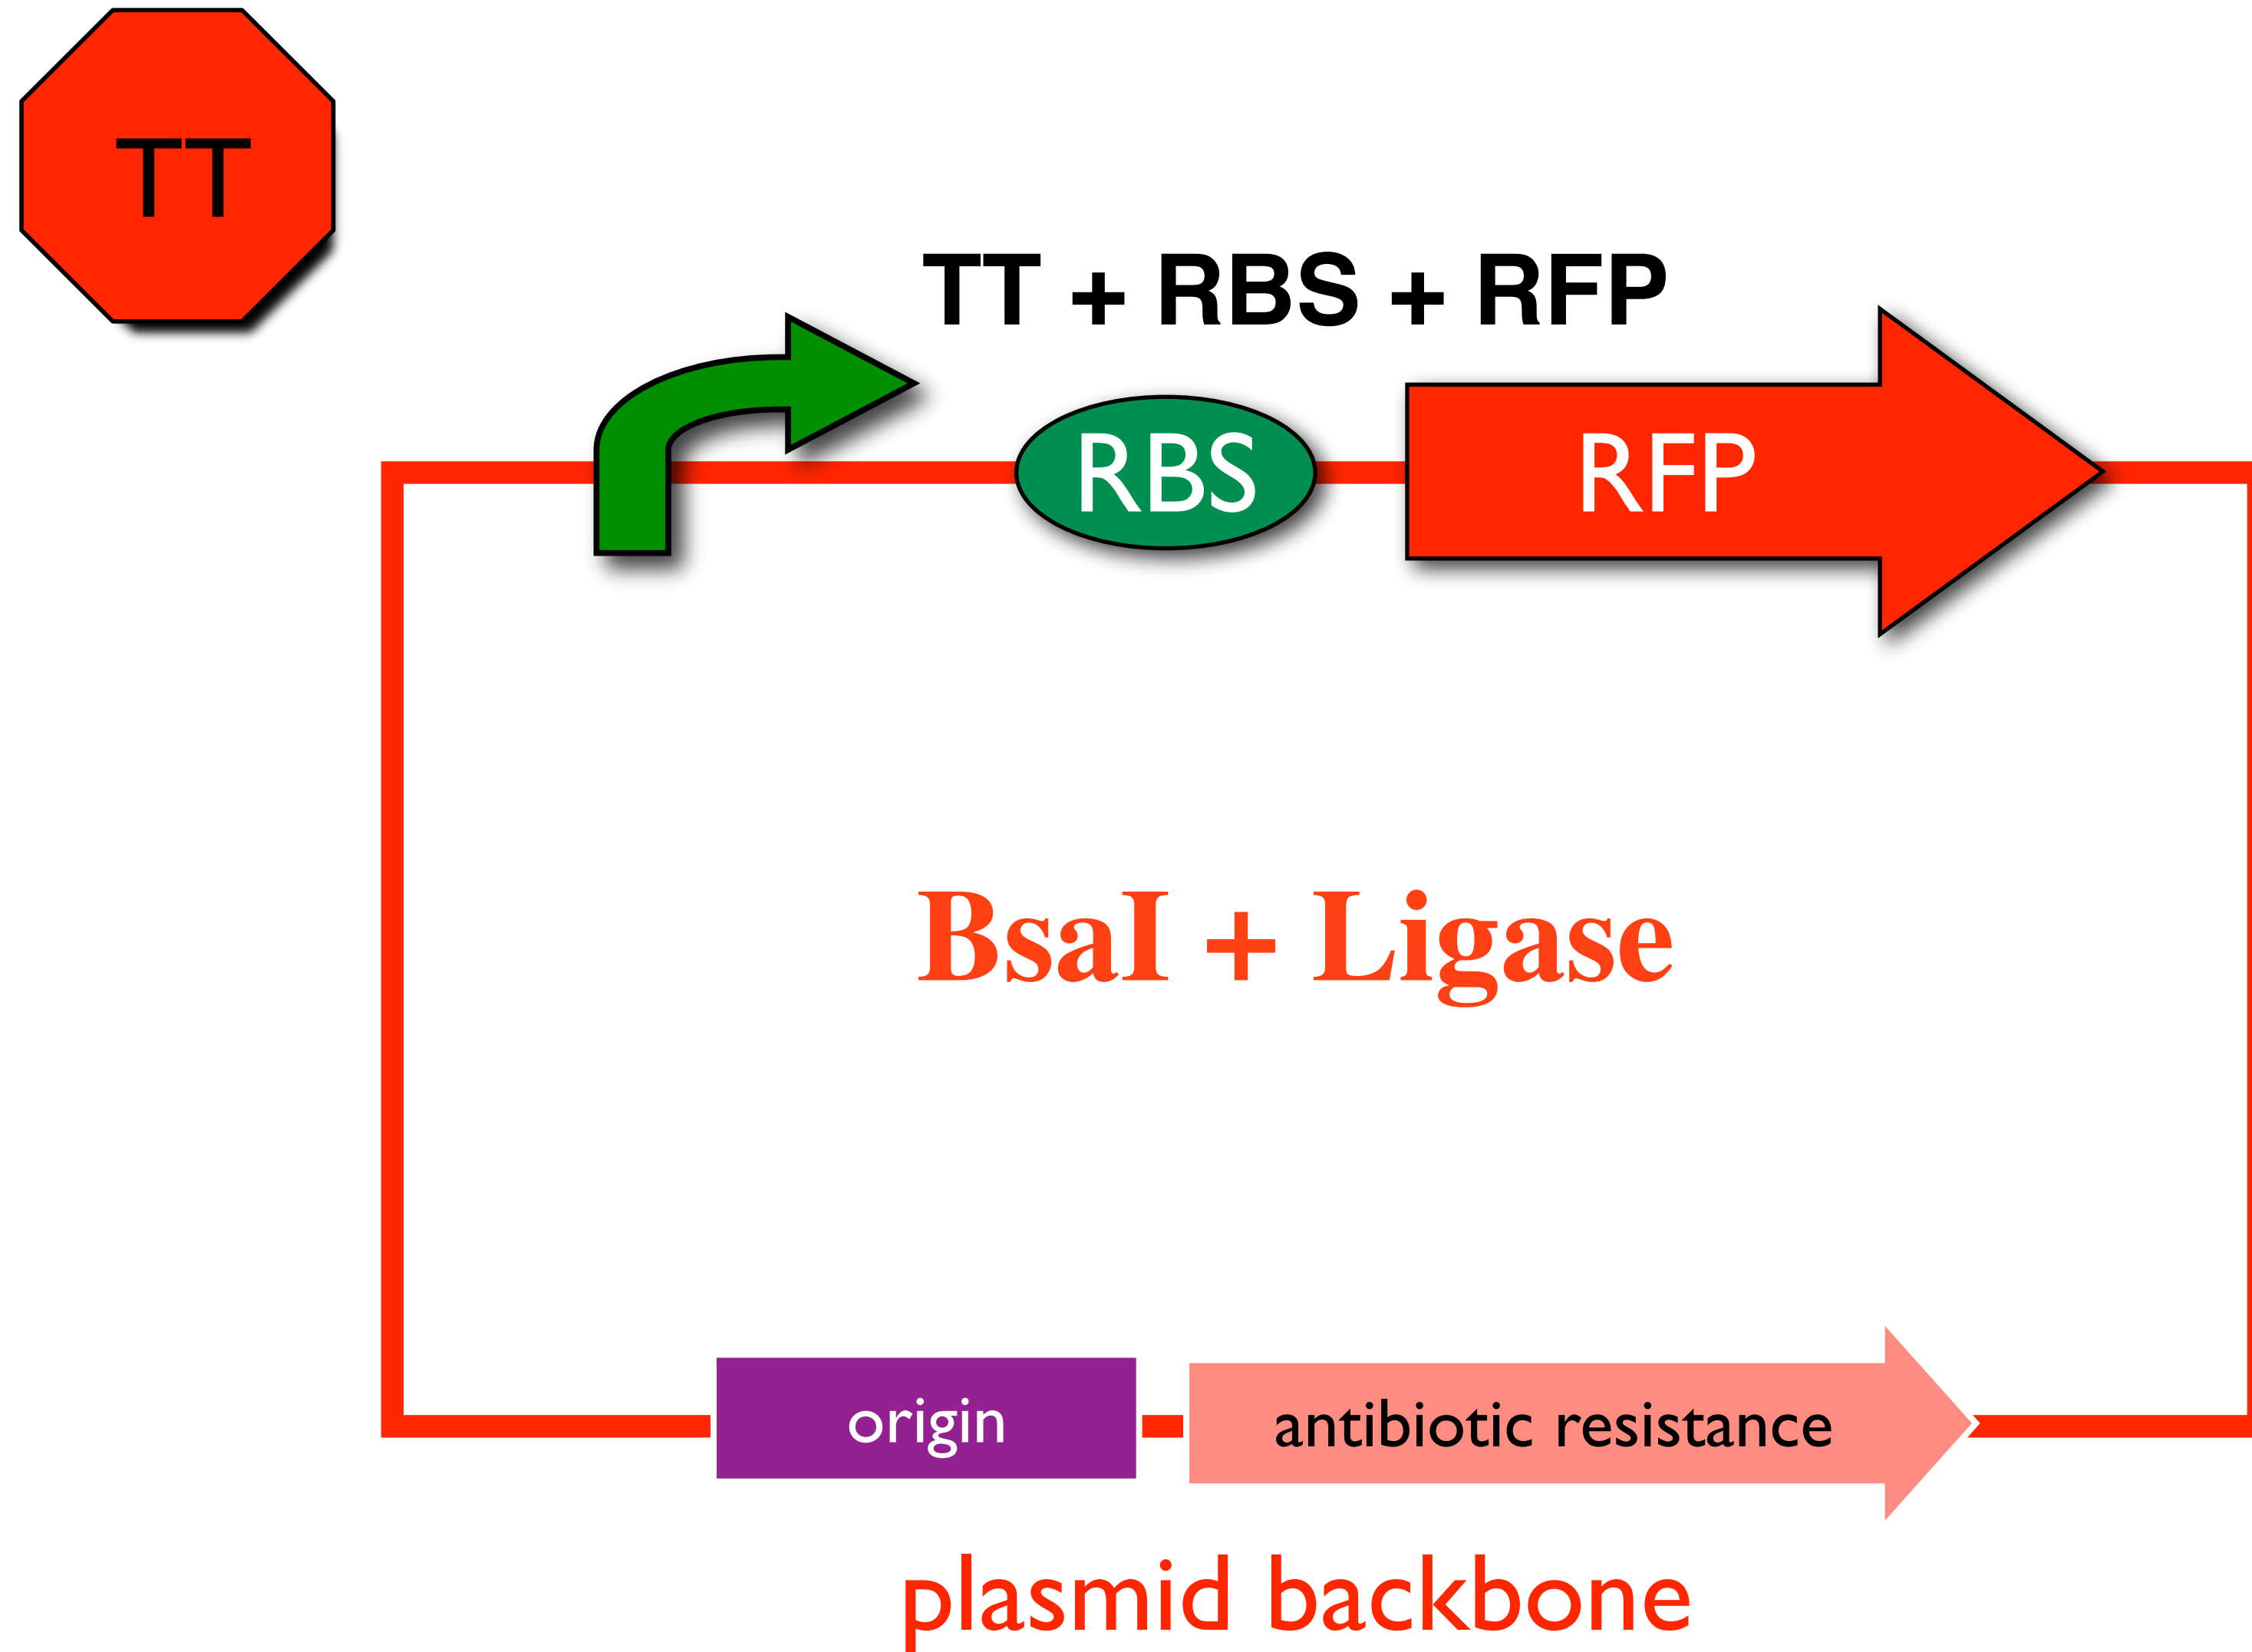 TT
TT + RBS + RFP
RBS
RFP
BsaI + Ligase
origin
antibiotic resistance
plasmid backbone